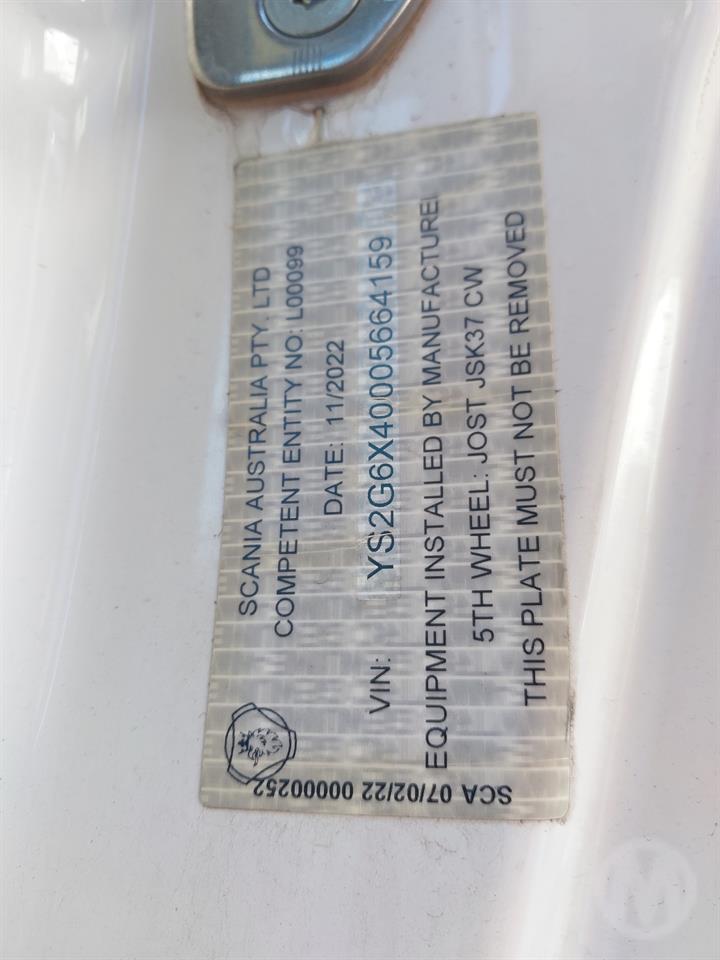 SCANIA AUSTRALIA PTY. LTD
COMPETENT ENTITY NO: L00099
DATE: 11/2022
VIN: YS2G6X40005664159
EQUIPMENT INSTALLED BY MANUFACTURER
5TH WHEEL: JOST JSK37 CW
THIS PLATE MUST NOT BE REMOVED
SCA 07/02/22 00000252
M